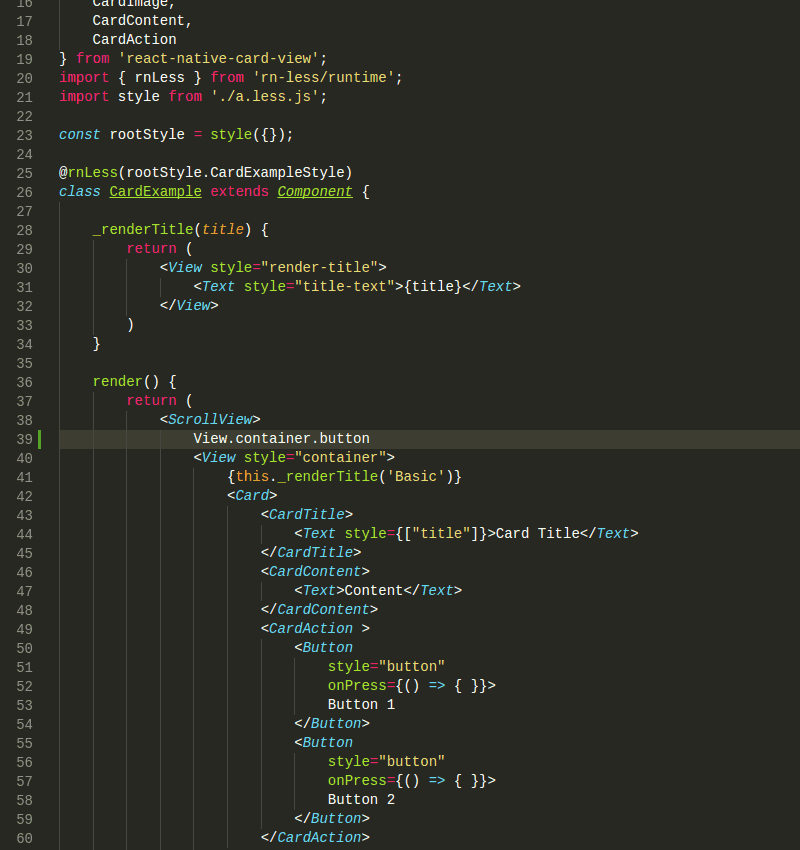 16 CardImage,
17 CardContent,
18 CardAction
19 } from 'react-native-card-view';
20 import { rnLess } from 'rn-less/runtime';
21 import style from './a.less.js';
22
23 const rootStyle = style({});
24
25 @rnLess(rootStyle.CardExampleStyle)
26 class CardExample extends Component {
27
28 _renderTitle(title) {
29 return (
30 <View style="render-title">
31 <Text style="title-text">{title}</Text>
32 </View>
33 )
34 }
35
36 render() {
37 return (
38 <ScrollView>
39 View.container.button
40 <View style="container">
41 {this._renderTitle('Basic')}
42 <Card>
43 <CardTitle>
44 <Text style={["title"]}>Card Title</Text>
45 </CardTitle>
46 <CardContent>
47 <Text>Content</Text>
48 </CardContent>
49 <CardAction >
50 <Button
51 style="button"
52 onPress={() => { }}>
53 Button 1
54 </Button>
55 <Button
56 style="button"
57 onPress={() => { }}>
58 Button 2
59 </Button>
60 </CardAction>